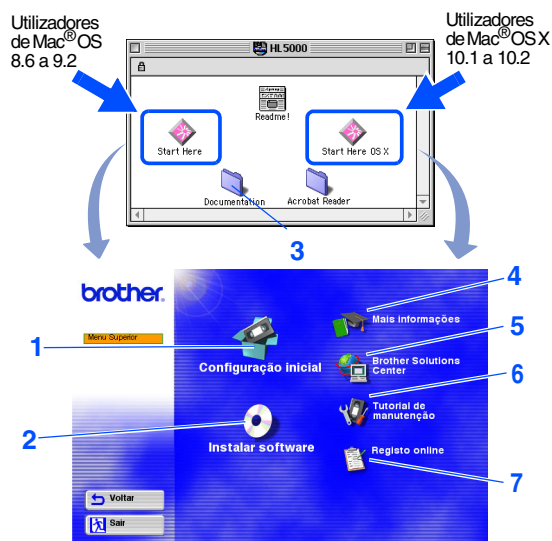 Utilizadores
de Mac®OS
8.6 a 9.2
Utilizadores
de Mac®OS X
10.1 a 10.2
HL5000
Readme!
Start Here
Start Here OS X
Documentation
Acrobat Reader
3
brother.
Menu Superior
1
Configuração inicial
2
Instalar software
4
Mais informações
5
Brother Solutions
Center
6
Tutorial de
manutenção
Registo online
7
Voltar
Sair